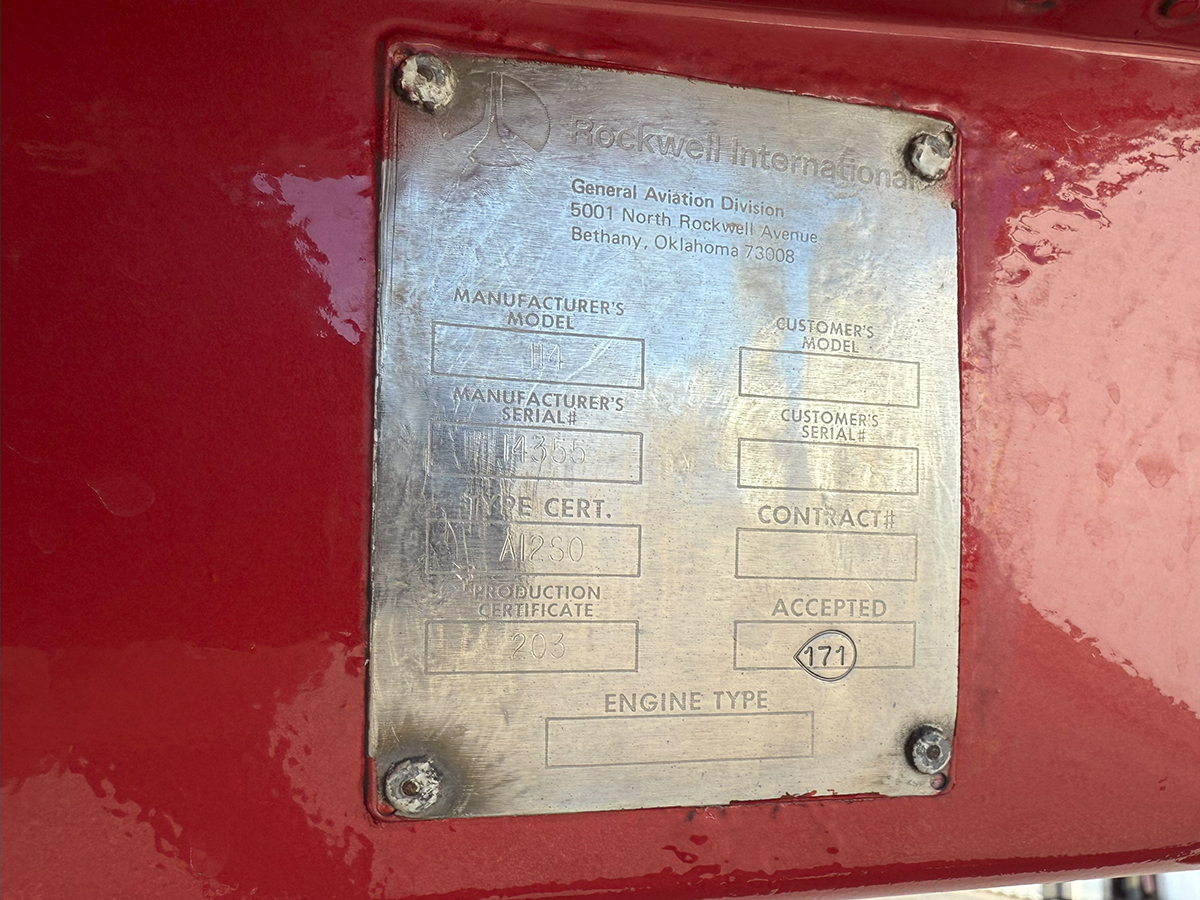 Rockwell International
General Aviation Division
5001 North Rockwell Avenue
Bethany, Oklahoma 73008
MANUFACTURER'S
MODEL
114
CUSTOMER'S
MODEL
MANUFACTURER'S
SERIAL#
14355
CUSTOMER'S
SERIAL#
TYPE CERT.
A12SO
CONTRACT#
PRODUCTION
CERTIFICATE
203
ACCEPTED
171
ENGINE TYPE